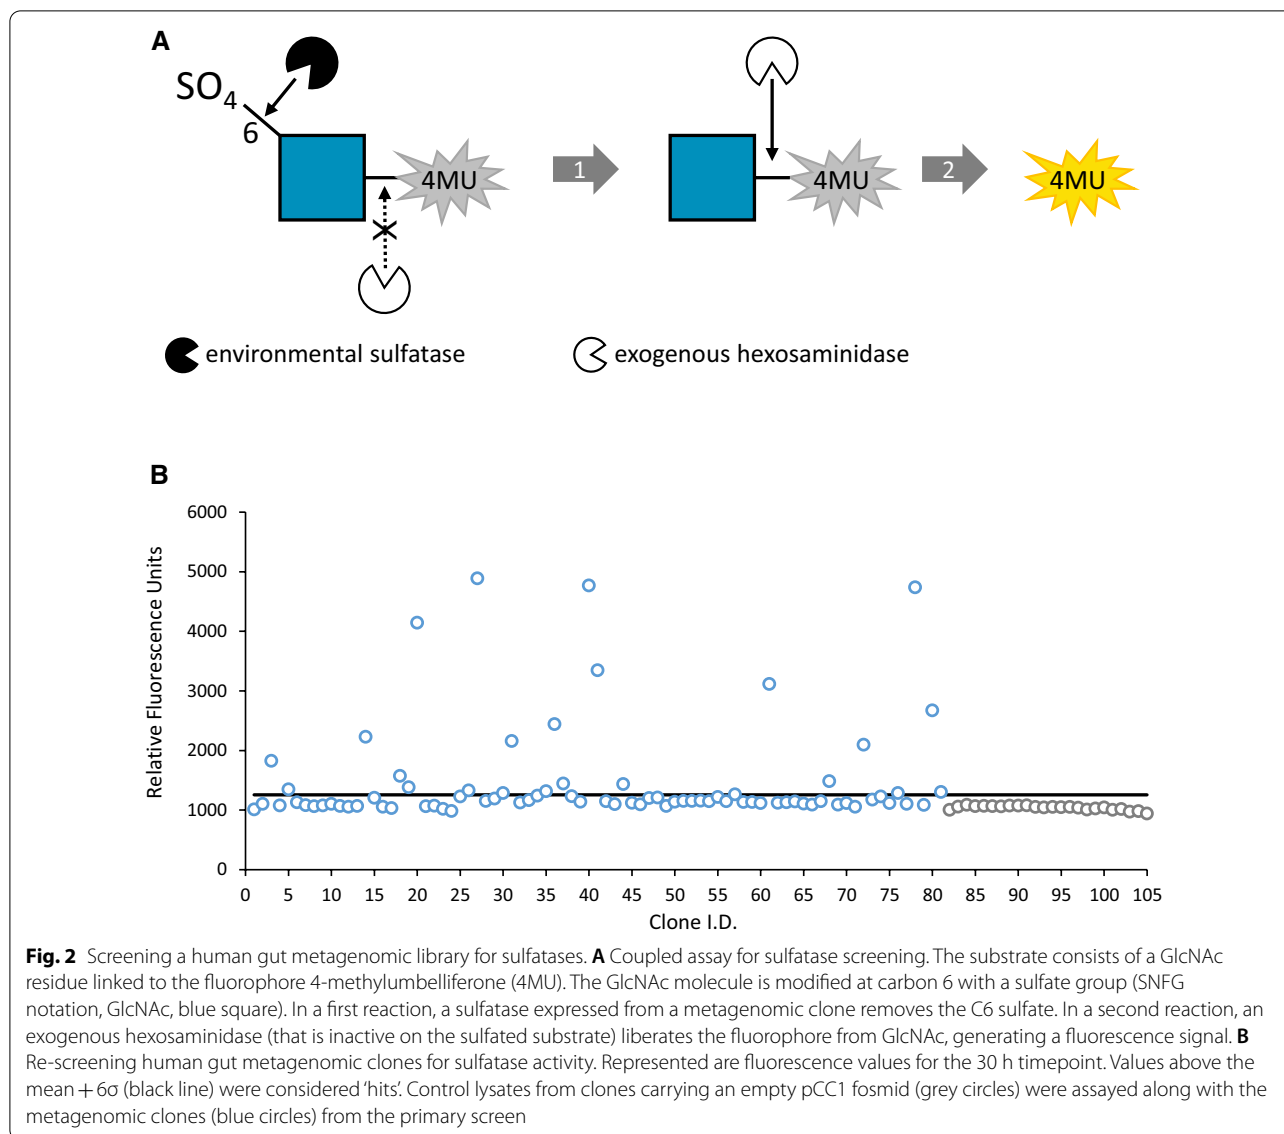 A
SO4
6
4MU
1
4MU
2
4MU
environmental sulfatase
exogenous hexosaminidase
B
Relative Fluorescence Units
6000
5000
4000
3000
2000
1000
0
0 5 10 15 20 25 30 35 40 45 50 55 60 65 70 75 80 85 90 95 100 105
Clone I.D.
Fig. 2 Screening a human gut metagenomic library for sulfatases. A Coupled assay for sulfatase screening. The substrate consists of a GlcNAc
residue linked to the fluorophore 4-methylumbelliferone (4MU). The GlcNAc molecule is modified at carbon 6 with a sulfate group (SNFG
notation, GlcNAc, blue square). In a first reaction, a sulfatase expressed from a metagenomic clone removes the C6 sulfate. In a second reaction, an
exogenous hexosaminidase (that is inactive on the sulfated substrate) liberates the fluorophore from GlcNAc, generating a fluorescence signal. B
Re-screening human gut metagenomic clones for sulfatase activity. Represented are fluorescence values for the 30 h timepoint. Values above the
mean + 6σ (black line) were considered ‘hits’. Control lysates from clones carrying an empty pCC1 fosmid (grey circles) were assayed along with the
metagenomic clones (blue circles) from the primary screen